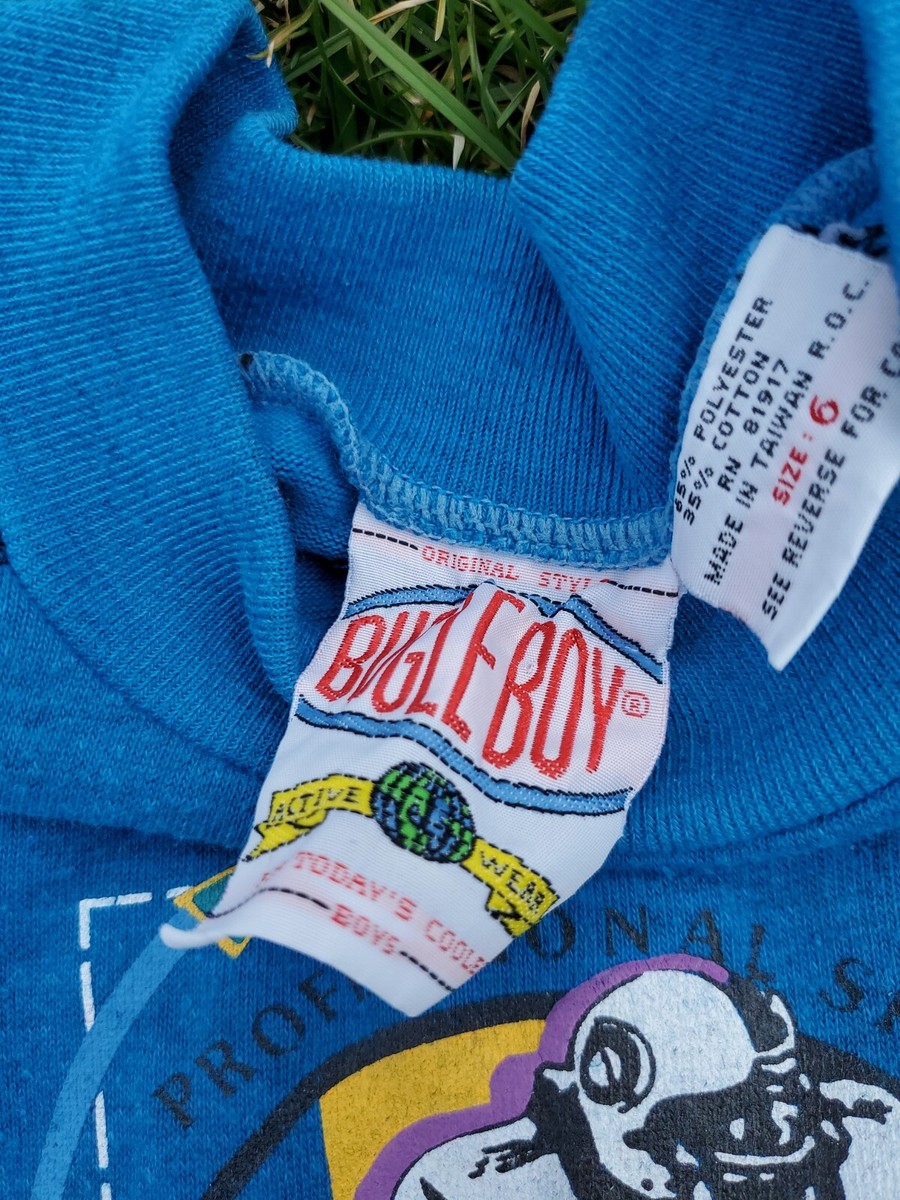 ORIGINAL STYLE
BUGLE BOY®
ACTIVE WEAR
TODAY'S COOLE
BOYS
65% POLYESTER
35% COTTON
RN 81917
MADE IN TAIWAN R.O.C.
SIZE: 6
SEE REVERSE FOR
PROF ONAL